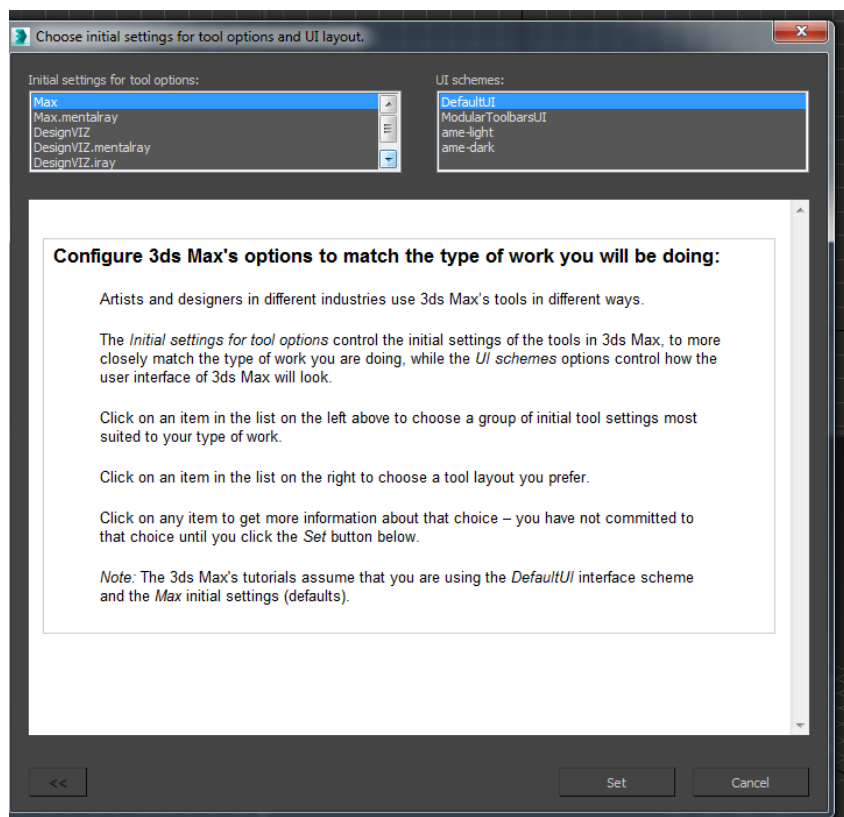 Choose initial settings for tool options and UI layout.
Initial settings for tool options:
Max
Max.mentalray
DesignVIZ
DesignVIZ.mentalray
DesignVIZ.iray
UI schemes:
DefaultUI
ModularToolbarsUI
ame-light
ame-dark
Configure 3ds Max's options to match the type of work you will be doing:
Artists and designers in different industries use 3ds Max's tools in different ways.
The Initial settings for tool options control the initial settings of the tools in 3ds Max, to more
closely match the type of work you are doing, while the UI schemes options control how the
user interface of 3ds Max will look.
Click on an item in the list on the left above to choose a group of initial tool settings most
suited to your type of work.
Click on an item in the list on the right to choose a tool layout you prefer.
Click on any item to get more information about that choice – you have not committed to
that choice until you click the Set button below.
Note: The 3ds Max's tutorials assume that you are using the DefaultUI interface scheme
and the Max initial settings (defaults).
<<
Set
Cancel